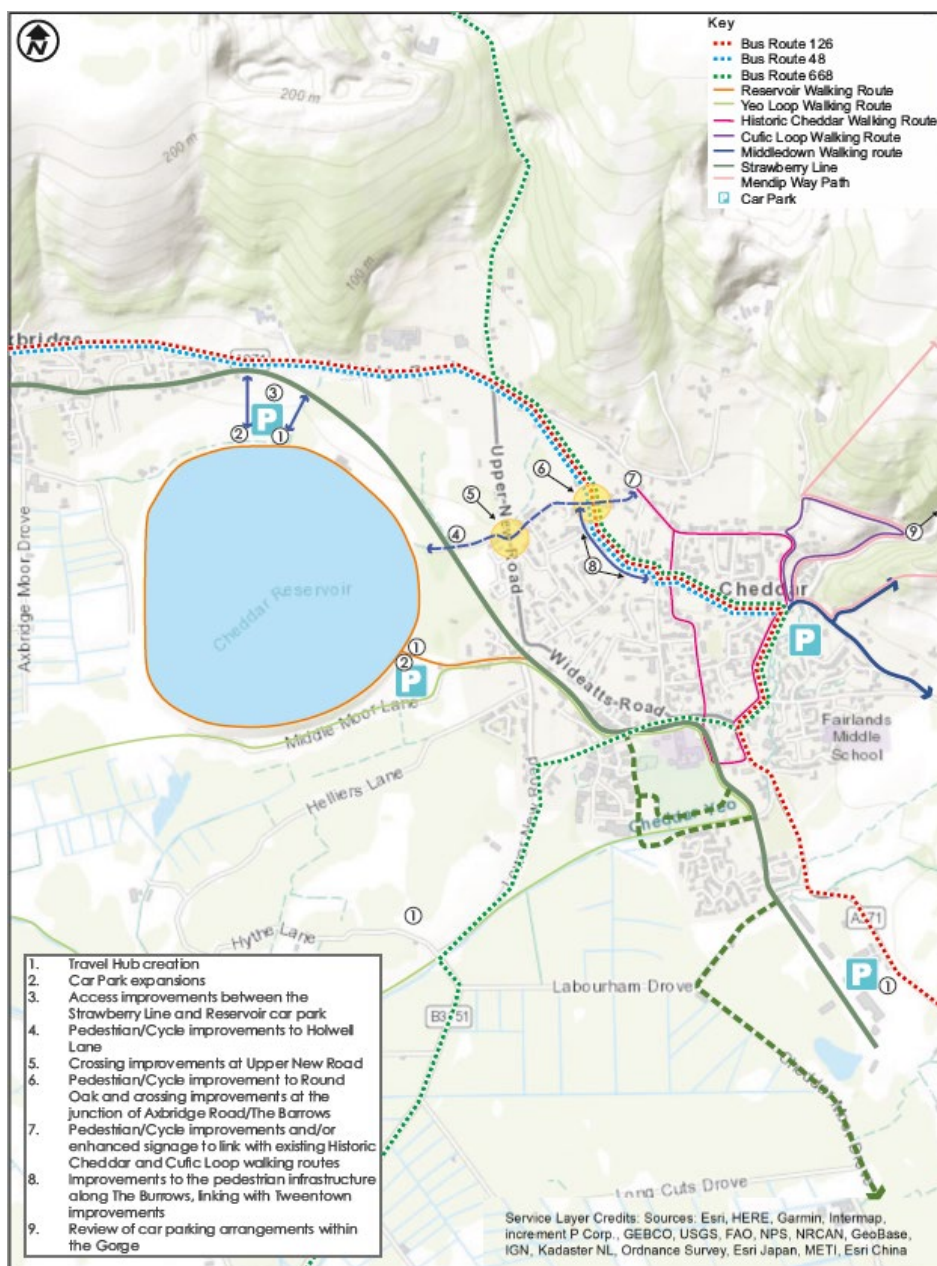 N
Key
Bus Route 126
Bus Route 48
Bus Route 668
Reservoir Walking Route
Yeo Loop Walking Route
Historic Cheddar Walking Route
Cufic Loop Walking Route
Middledown Walking route
Strawberry Line
Mendip Way Path
P Car Park
200 m
200 m
100 m
xbridge
A371
3
P
2
1
Upper New Road
6
7
5
4
8
9
Cheddar
P
Axbridge Moor Drove
Cheddar Reservoir
1
2
P
Wideatts Road
Middle Moor Lane
Fairlands
Middle
School
Helliers Lane
Lower New Road
Cheddar Yeo
1
Hythe Lane
A371
P
1
Labourham Drove
B3151
Long Cuts Drove
1. Travel Hub creation
2. Car Park expansions
3. Access improvements between the
Strawberry Line and Reservoir car park
4. Pedestrian/Cycle improvements to Holwell
Lane
5. Crossing improvements at Upper New Road
6. Pedestrian/Cycle improvement to Round
Oak and crossing improvements at the
junction of Axbridge Road/The Barrows
7. Pedestrian/Cycle improvements and/or
enhanced signage to link with existing Historic
Cheddar and Cufic Loop walking routes
8. Improvements to the pedestrian infrastructure
along The Burrows, linking with Tweentown
improvements
9. Review of car parking arrangements within
the Gorge
Service Layer Credits: Sources: Esri, HERE, Garmin, Intermap,
increment P Corp., GEBCO, USGS, FAO, NPS, NRCAN, GeoBase,
IGN, Kadaster NL, Ordnance Survey, Esri Japan, METI, Esri China